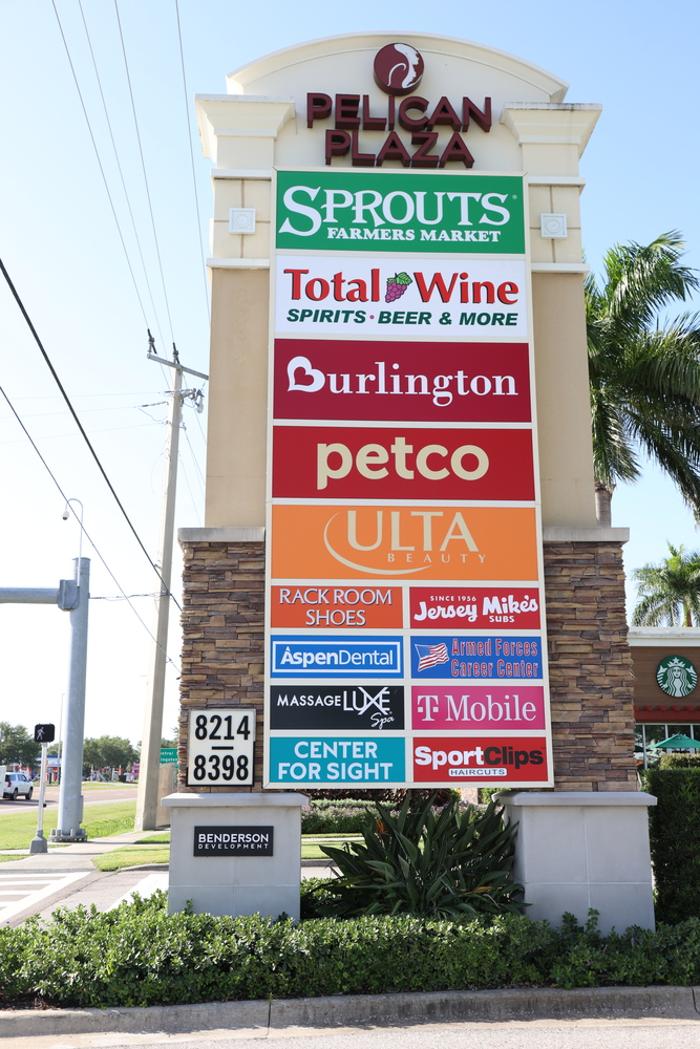 PELICAN
PLAZA
SPROUTS
FARMERS MARKET
Total Wine
SPIRITS • BEER & MORE
Burlington
petco
ULTA
BEAUTY
RACK ROOM
SHOES
SINCE 1956
Jersey Mike's
SUBS
AspenDental
Armed Forces
Career Center
MASSAGE LUXE
Spa
T Mobile
CENTER
FOR SIGHT
SportClips
HAIRCUTS
8214
8398
BENDERSON
DEVELOPMENT